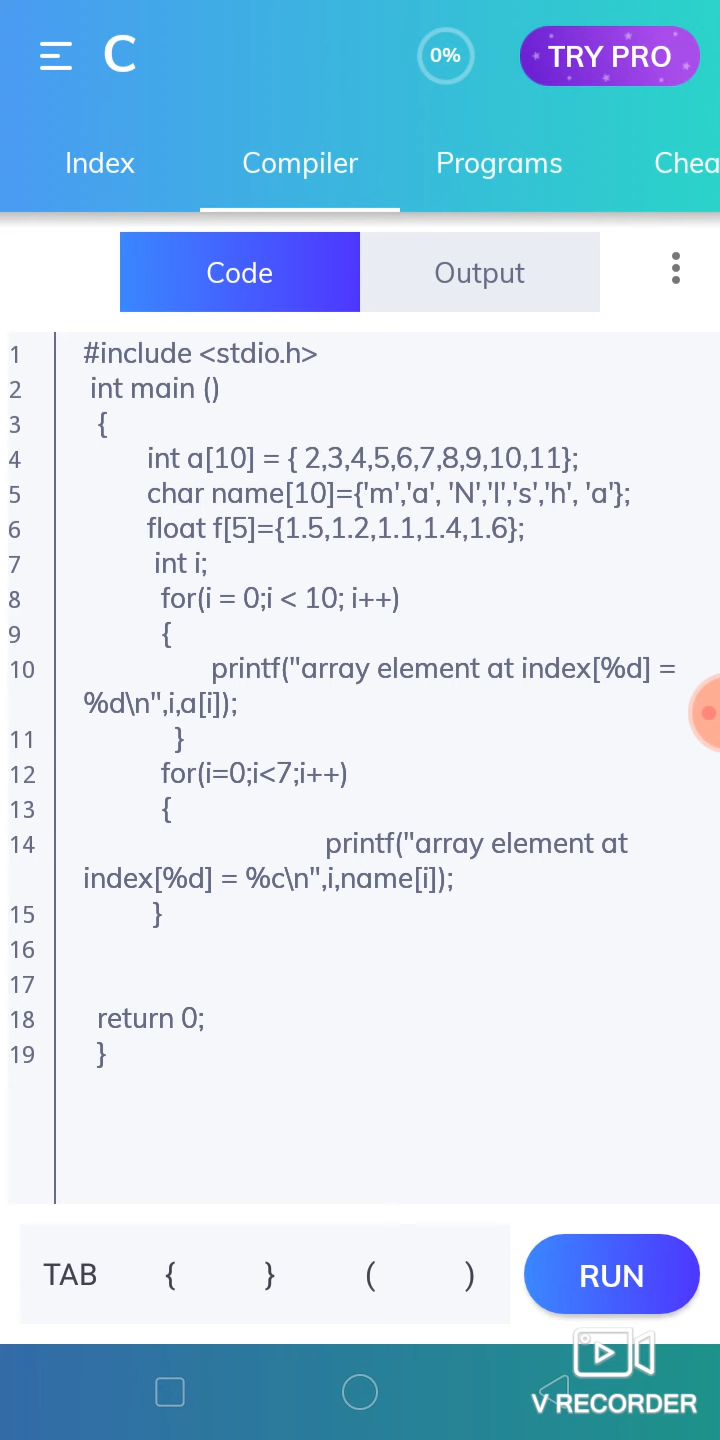 C 0% TRY PRO
Index Compiler Programs Chea
Code Output
1 #include <stdio.h>
2 int main ()
3 {
4 int a[10] = { 2,3,4,5,6,7,8,9,10,11};
5 char name[10]={'m','a', 'N','I','s','h', 'a'};
6 float f[5]={1.5,1.2,1.1,1.4,1.6};
7 int i;
8 for(i = 0;i < 10; i++)
9 {
10 printf("array element at index[%d] =
%d\n",i,a[i]);
11 }
12 for(i=0;i<7;i++)
13 {
14 printf("array element at
index[%d] = %c\n",i,name[i]);
15 }
16
17
18 return 0;
19 }
TAB { } ( ) RUN
V RECORDER